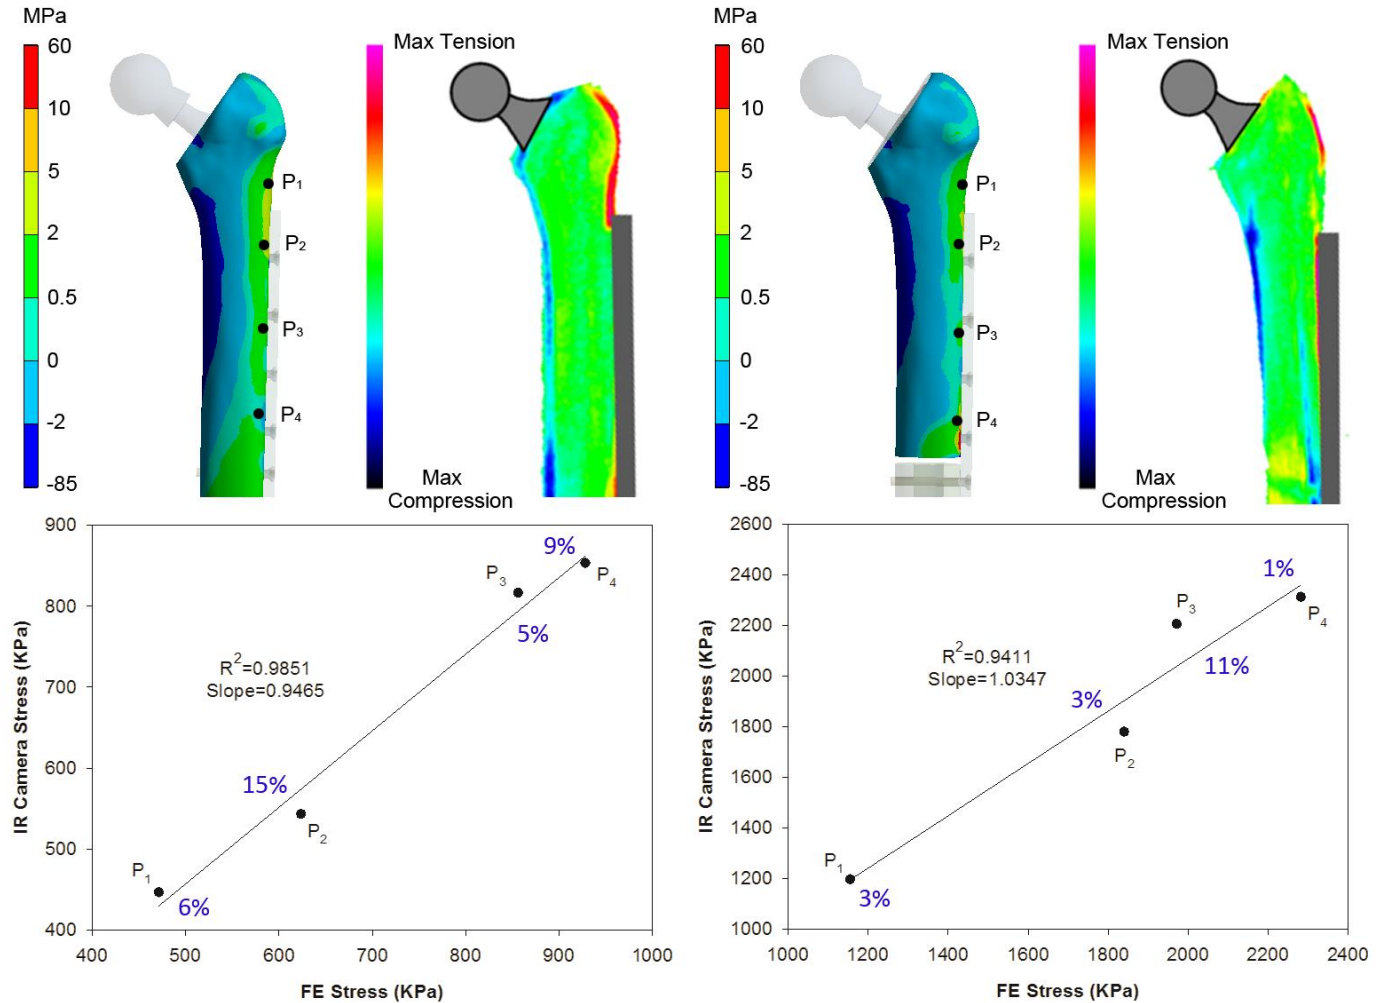 MPa
60
10
5
2
0.5
0
-2
-85
P1
P2
P3
P4
Max Tension
Max
Compression
MPa
60
10
5
2
0.5
0
-2
-85
P1
P2
P3
P4
Max Tension
Max
Compression
900
800
700
600
500
400
400
500
600
700
800
900
1000
IR Camera Stress (KPa)
FE Stress (KPa)
R2=0.9851
Slope=0.9465
P1
6%
15%
P2
P3
5%
9%
P4
2600
2400
2200
2000
1800
1600
1400
1200
1000
1000
1200
1400
1600
1800
2000
2200
2400
IR Camera Stress (KPa)
FE Stress (KPa)
R2=0.9411
Slope=1.0347
P1
3%
3%
P2
P3
11%
1%
P4